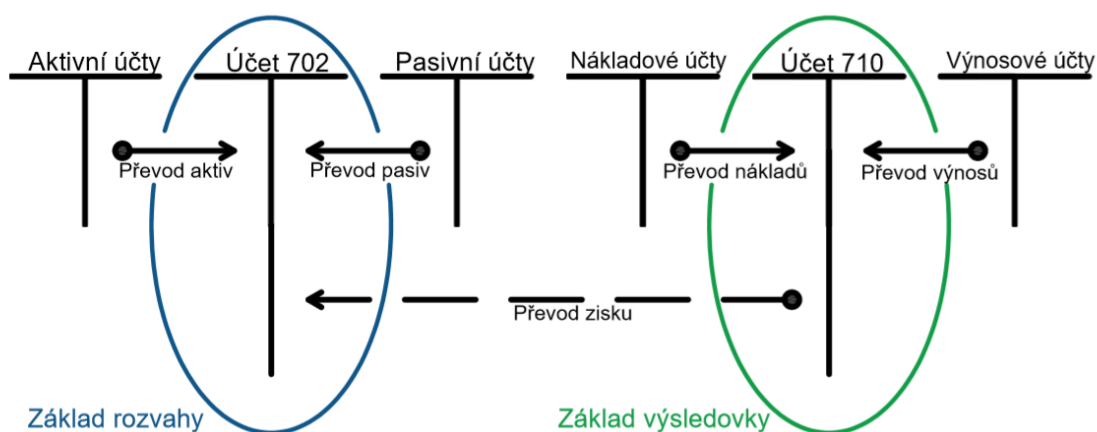 Aktivní účty
Účet 702
Pasivní účty
Nákladové účty
Účet 710
Výnosové účty
Převod aktiv
Převod pasiv
Převod nákladů
Převod výnosů
Převod zisku
Základ rozvahy
Základ výsledovky